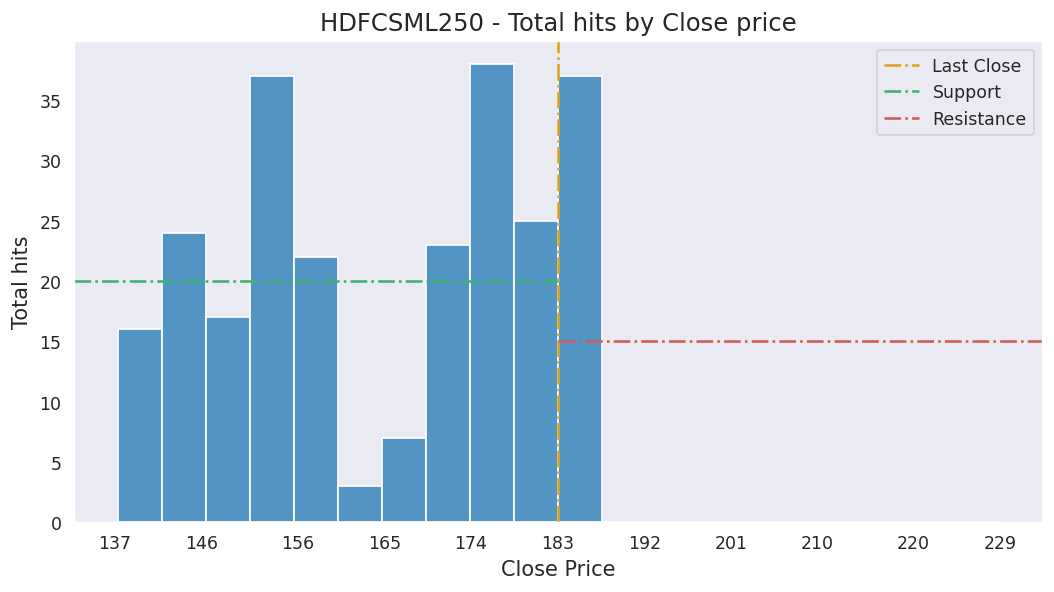 HDFCSML250 - Total hits by Close price
Last Close
Support
Resistance
Total hits
35
30
25
20
15
10
5
0
137 146 156 165 174 183 192 201 210 220 229
Close Price